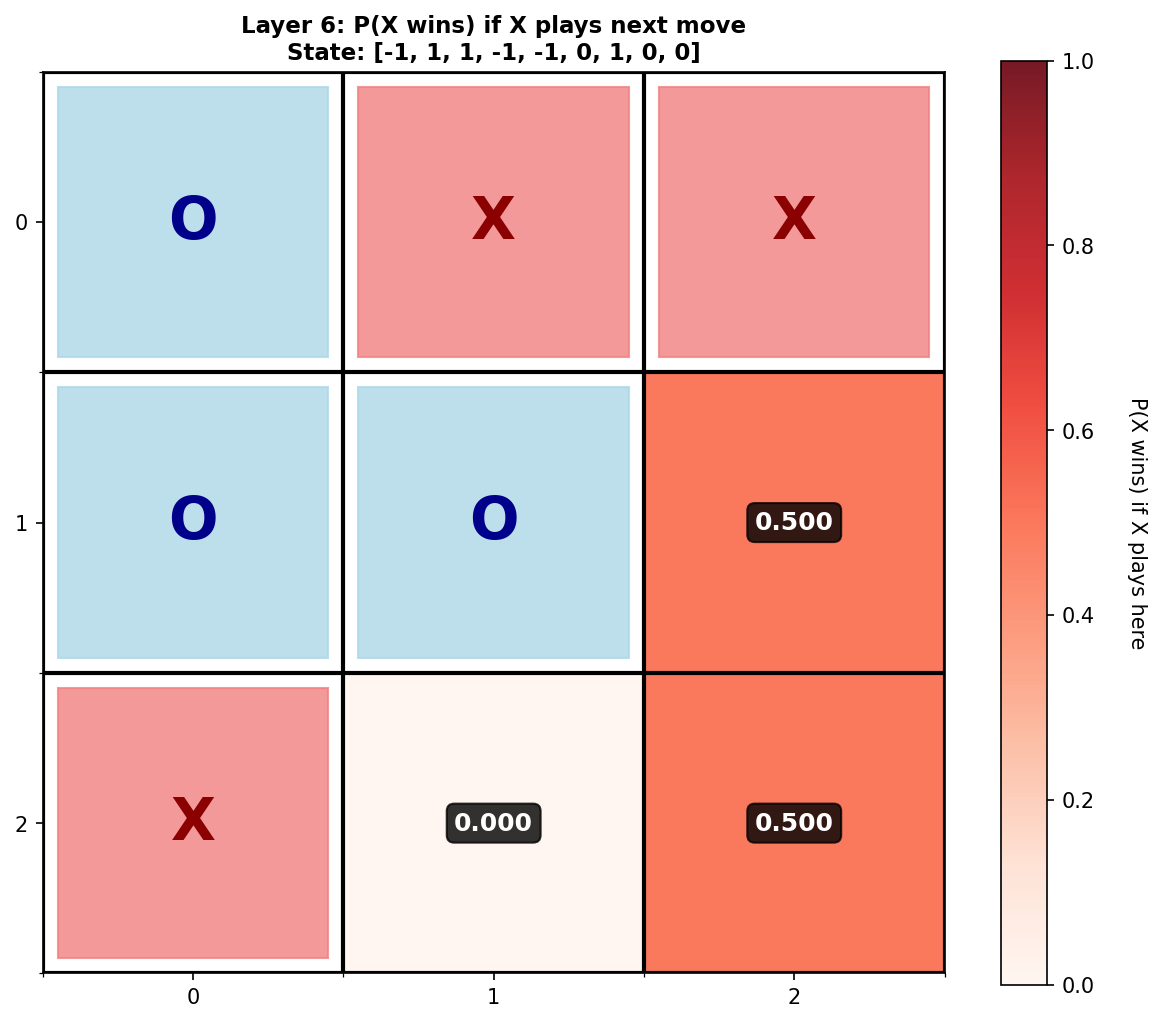 Layer 6: P(X wins) if X plays next move
State: [-1, 1, 1, -1, -1, 0, 1, 0, 0]
0
O
X
X
1
O
O
0.500
2
X
0.000
0.500
0
1
2
1.0
0.8
0.6
0.4
0.2
0.0
P(X wins) if X plays here